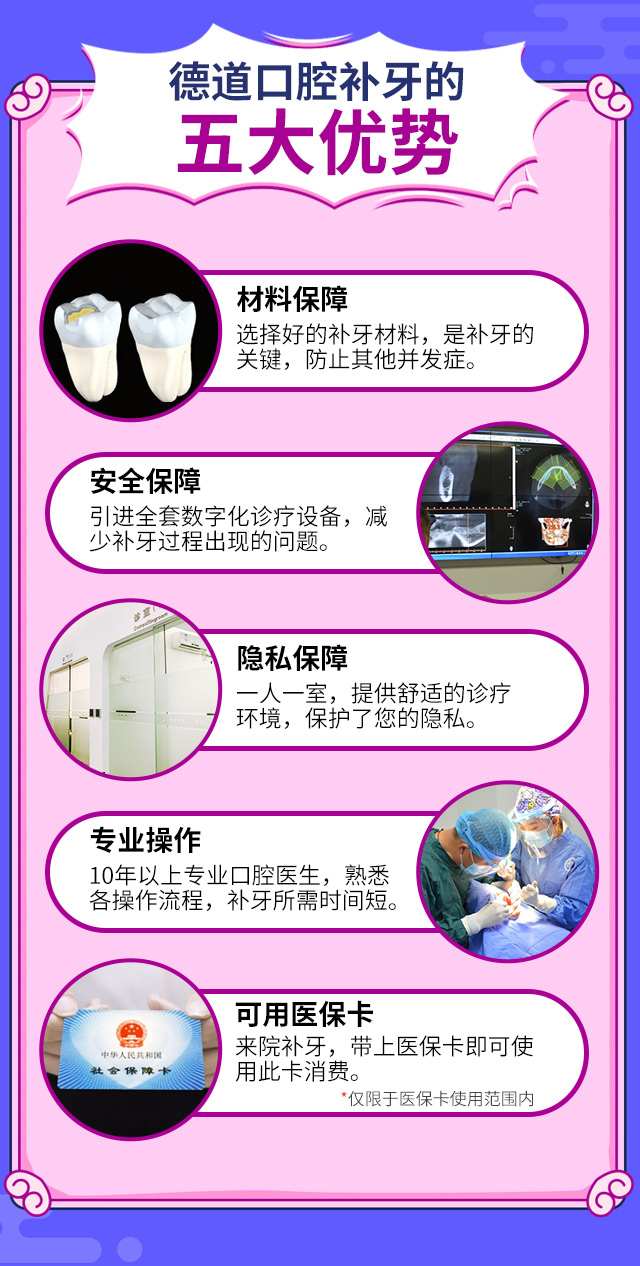 德道口腔补牙的
五大优势
材料保障
选择好的补牙材料，是补牙的
关键，防止其他并发症。
安全保障
引进全套数字化诊疗设备，减
少补牙过程出现的问题。
诊室
Consultingroom
隐私保障
一人一室，提供舒适的诊疗
环境，保护了您的隐私。
专业操作
10年以上专业口腔医生，熟悉
各操作流程，补牙所需时间短。
中华人民共和国
社会保障卡
可用医保卡
来院补牙，带上医保卡即可使
用此卡消费。
*仅限于医保卡使用范围内